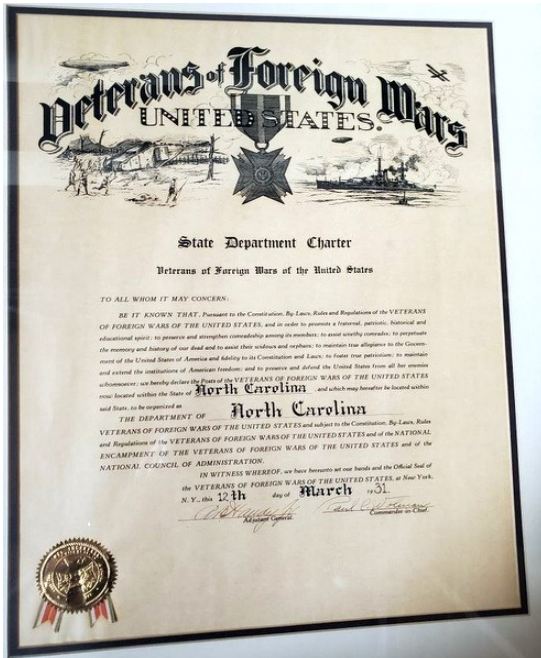 Veterans of Foreign Wars
UNITED STATES.
State Department Charter
Veterans of Foreign Wars of the United States
TO ALL WHOM IT MAY CONCERN:
BE IT KNOWN THAT, Pursuant to the Constitution, By-Laws, Rules and Regulations of the VETERANS
OF FOREIGN WARS OF THE UNITED STATES, and in order to promote a fraternal, patriotic, historical and
educational spirit; to preserve and strengthen comradeship among its members; to assist worthy comrades; to perpetuate
the memory and history of our dead and to assist their widows and orphans; to maintain true allegiance to the Govern-
ment of the United States of America and fidelity to its Constitution and Laws; to foster true patriotism; to maintain
and extend the institutions of American freedom; and to preserve and defend the United States from all her enemies
whomsoever; we hereby declare the Posts of the VETERANS OF FOREIGN WARS OF THE UNITED STATES
now located within the State of North Carolina, and which may hereafter be located within
said State, to be organized as
THE DEPARTMENT OF North Carolina
VETERANS OF FOREIGN WARS OF THE UNITED STATES and subject to the Constitution, By-Laws, Rules
and Regulations of the VETERANS OF FOREIGN WARS OF THE UNITED STATES and of the NATIONAL
ENCAMPMENT OF THE VETERANS OF FOREIGN WARS OF THE UNITED STATES and of the
NATIONAL COUNCIL OF ADMINISTRATION.
IN WITNESS WHEREOF, we have hereunto set our hands and the Official Seal of
the VETERANS OF FOREIGN WARS OF THE UNITED STATES, at New York,
N. Y., this 12th day of March 1931.
Adjutant General. Commander-in-Chief.